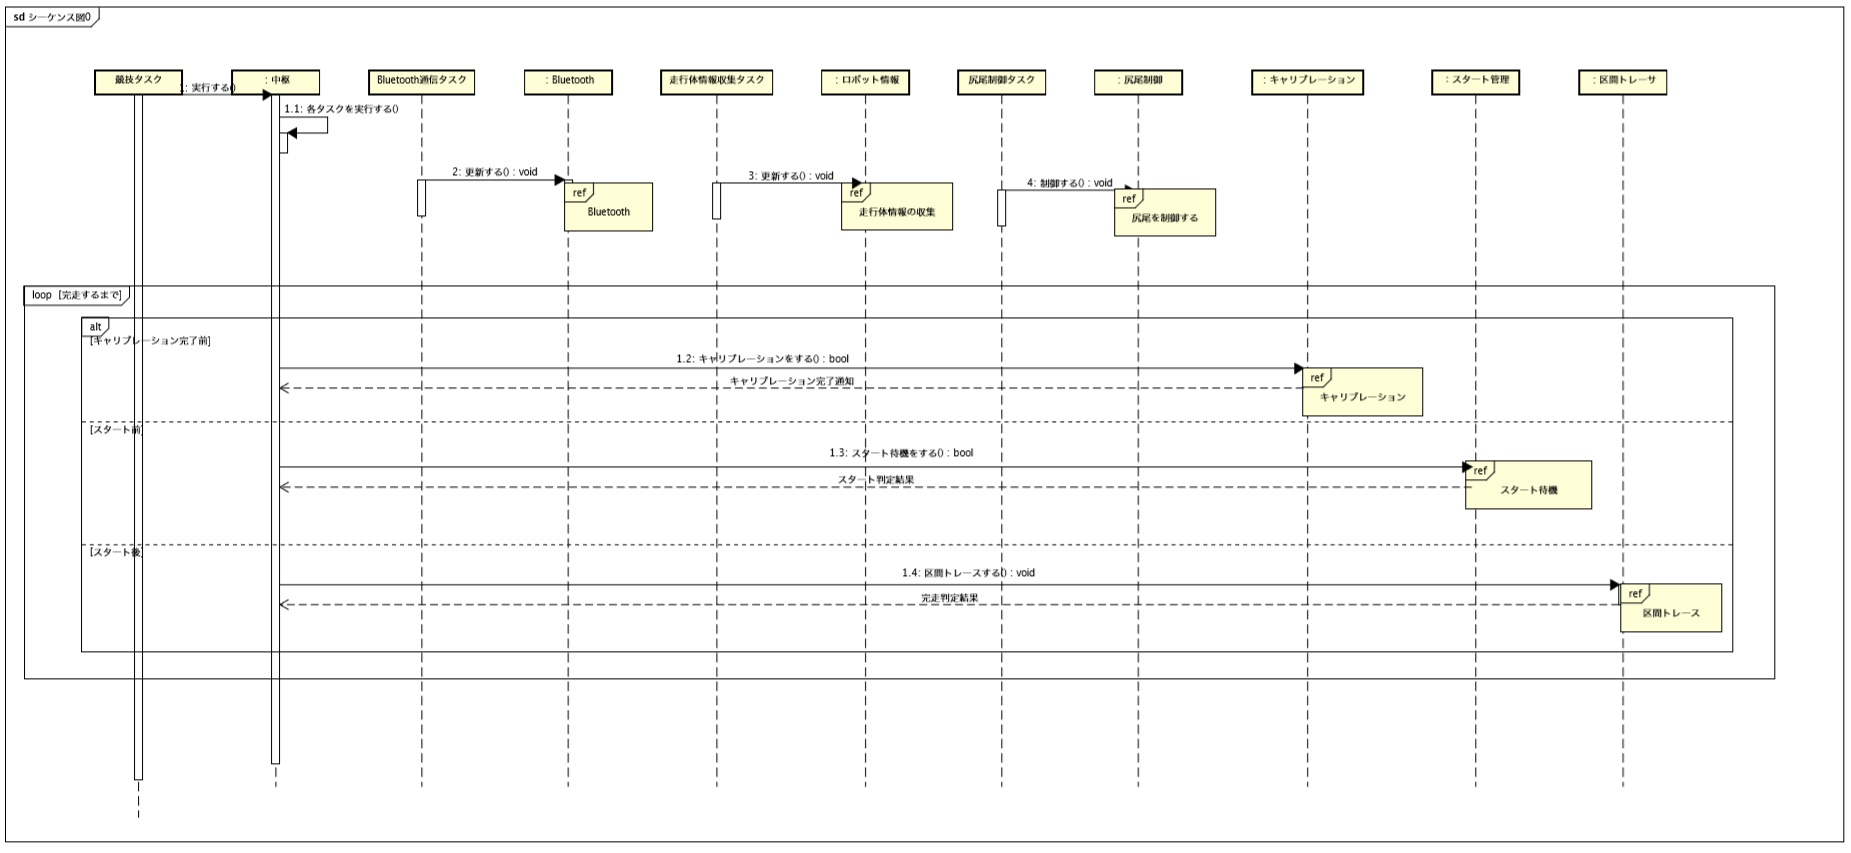 sd シーケンス図0
競技タスク
: 中枢
Bluetooth通信タスク
: Bluetooth
走行体情報収集タスク
: ロボット情報
尻尾制御タスク
: 尻尾制御
: キャリブレーション
: スタート管理
: 区間トレーサ
1: 実行する()
1.1: 各タスクを実行する()
2: 更新する() : void
3: 更新する() : void
4: 制御する() : void
ref
Bluetooth
ref
走行体情報の収集
ref
尻尾を制御する
loop [完走するまで]
alt
[キャリブレーション完了前]
1.2: キャリブレーションをする() : bool
キャリブレーション完了通知
ref
キャリブレーション
[スタート前]
1.3: スタート待機をする() : bool
スタート判定結果
ref
スタート待機
[スタート後]
1.4: 区間トレースする() : void
完走判定結果
ref
区間トレース